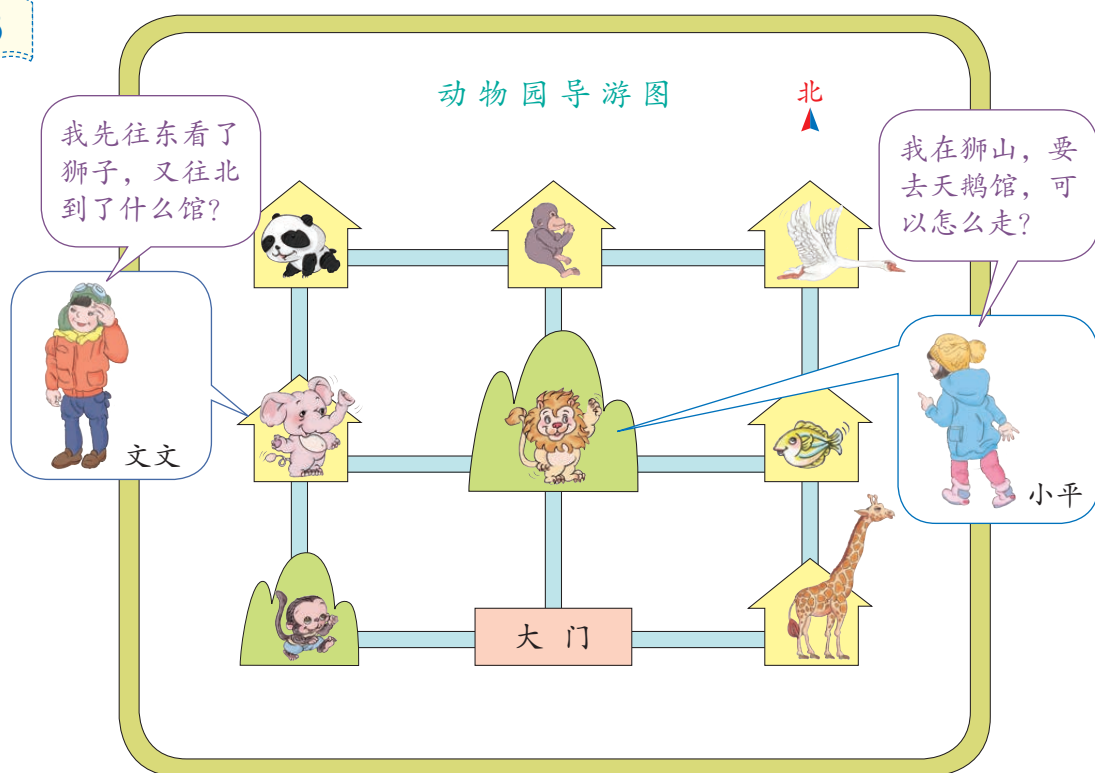 动物园导游图
北
我先往东看了
狮子，又往北
到了什么馆？
我在狮山，要
去天鹅馆，可
以怎么走？
文文
小平
大门